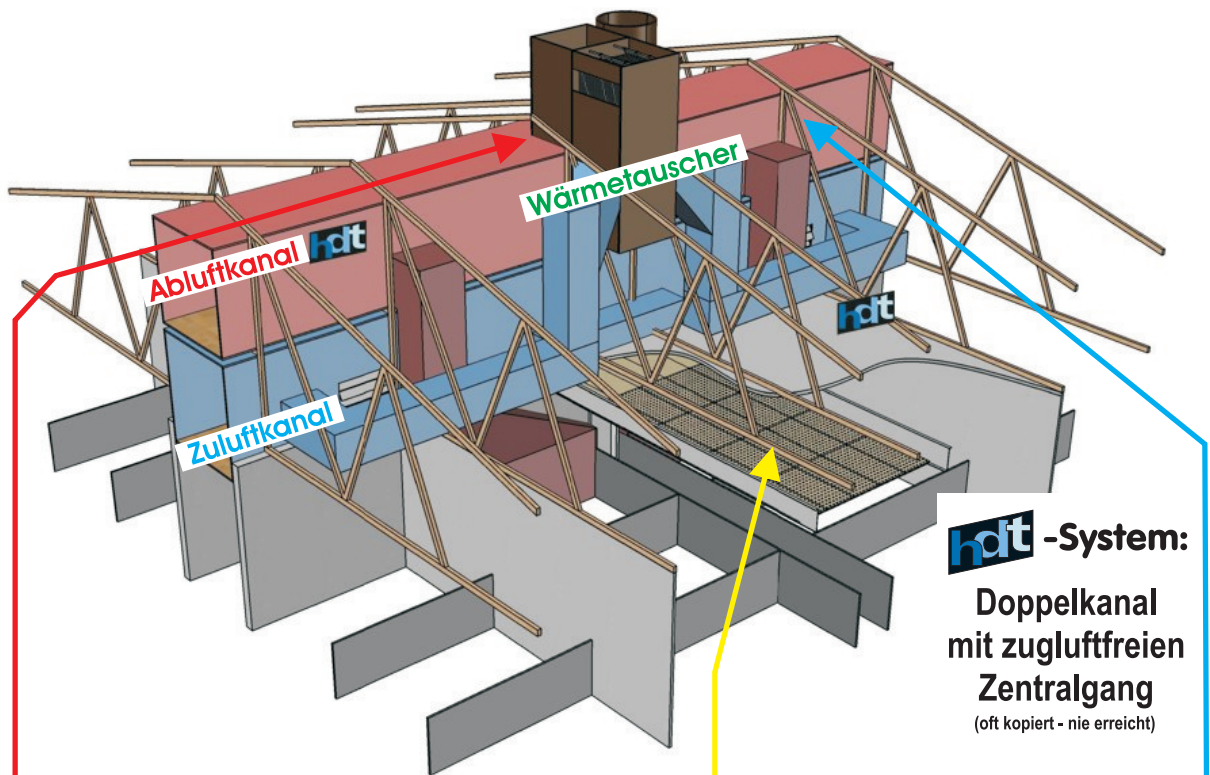 Wärmetauscher
Abluftkanal hdt
Zuluftkanal
hdt
hdt -System:
Doppelkanal
mit zugluftfreien
Zentralgang
(oft kopiert - nie erreicht)